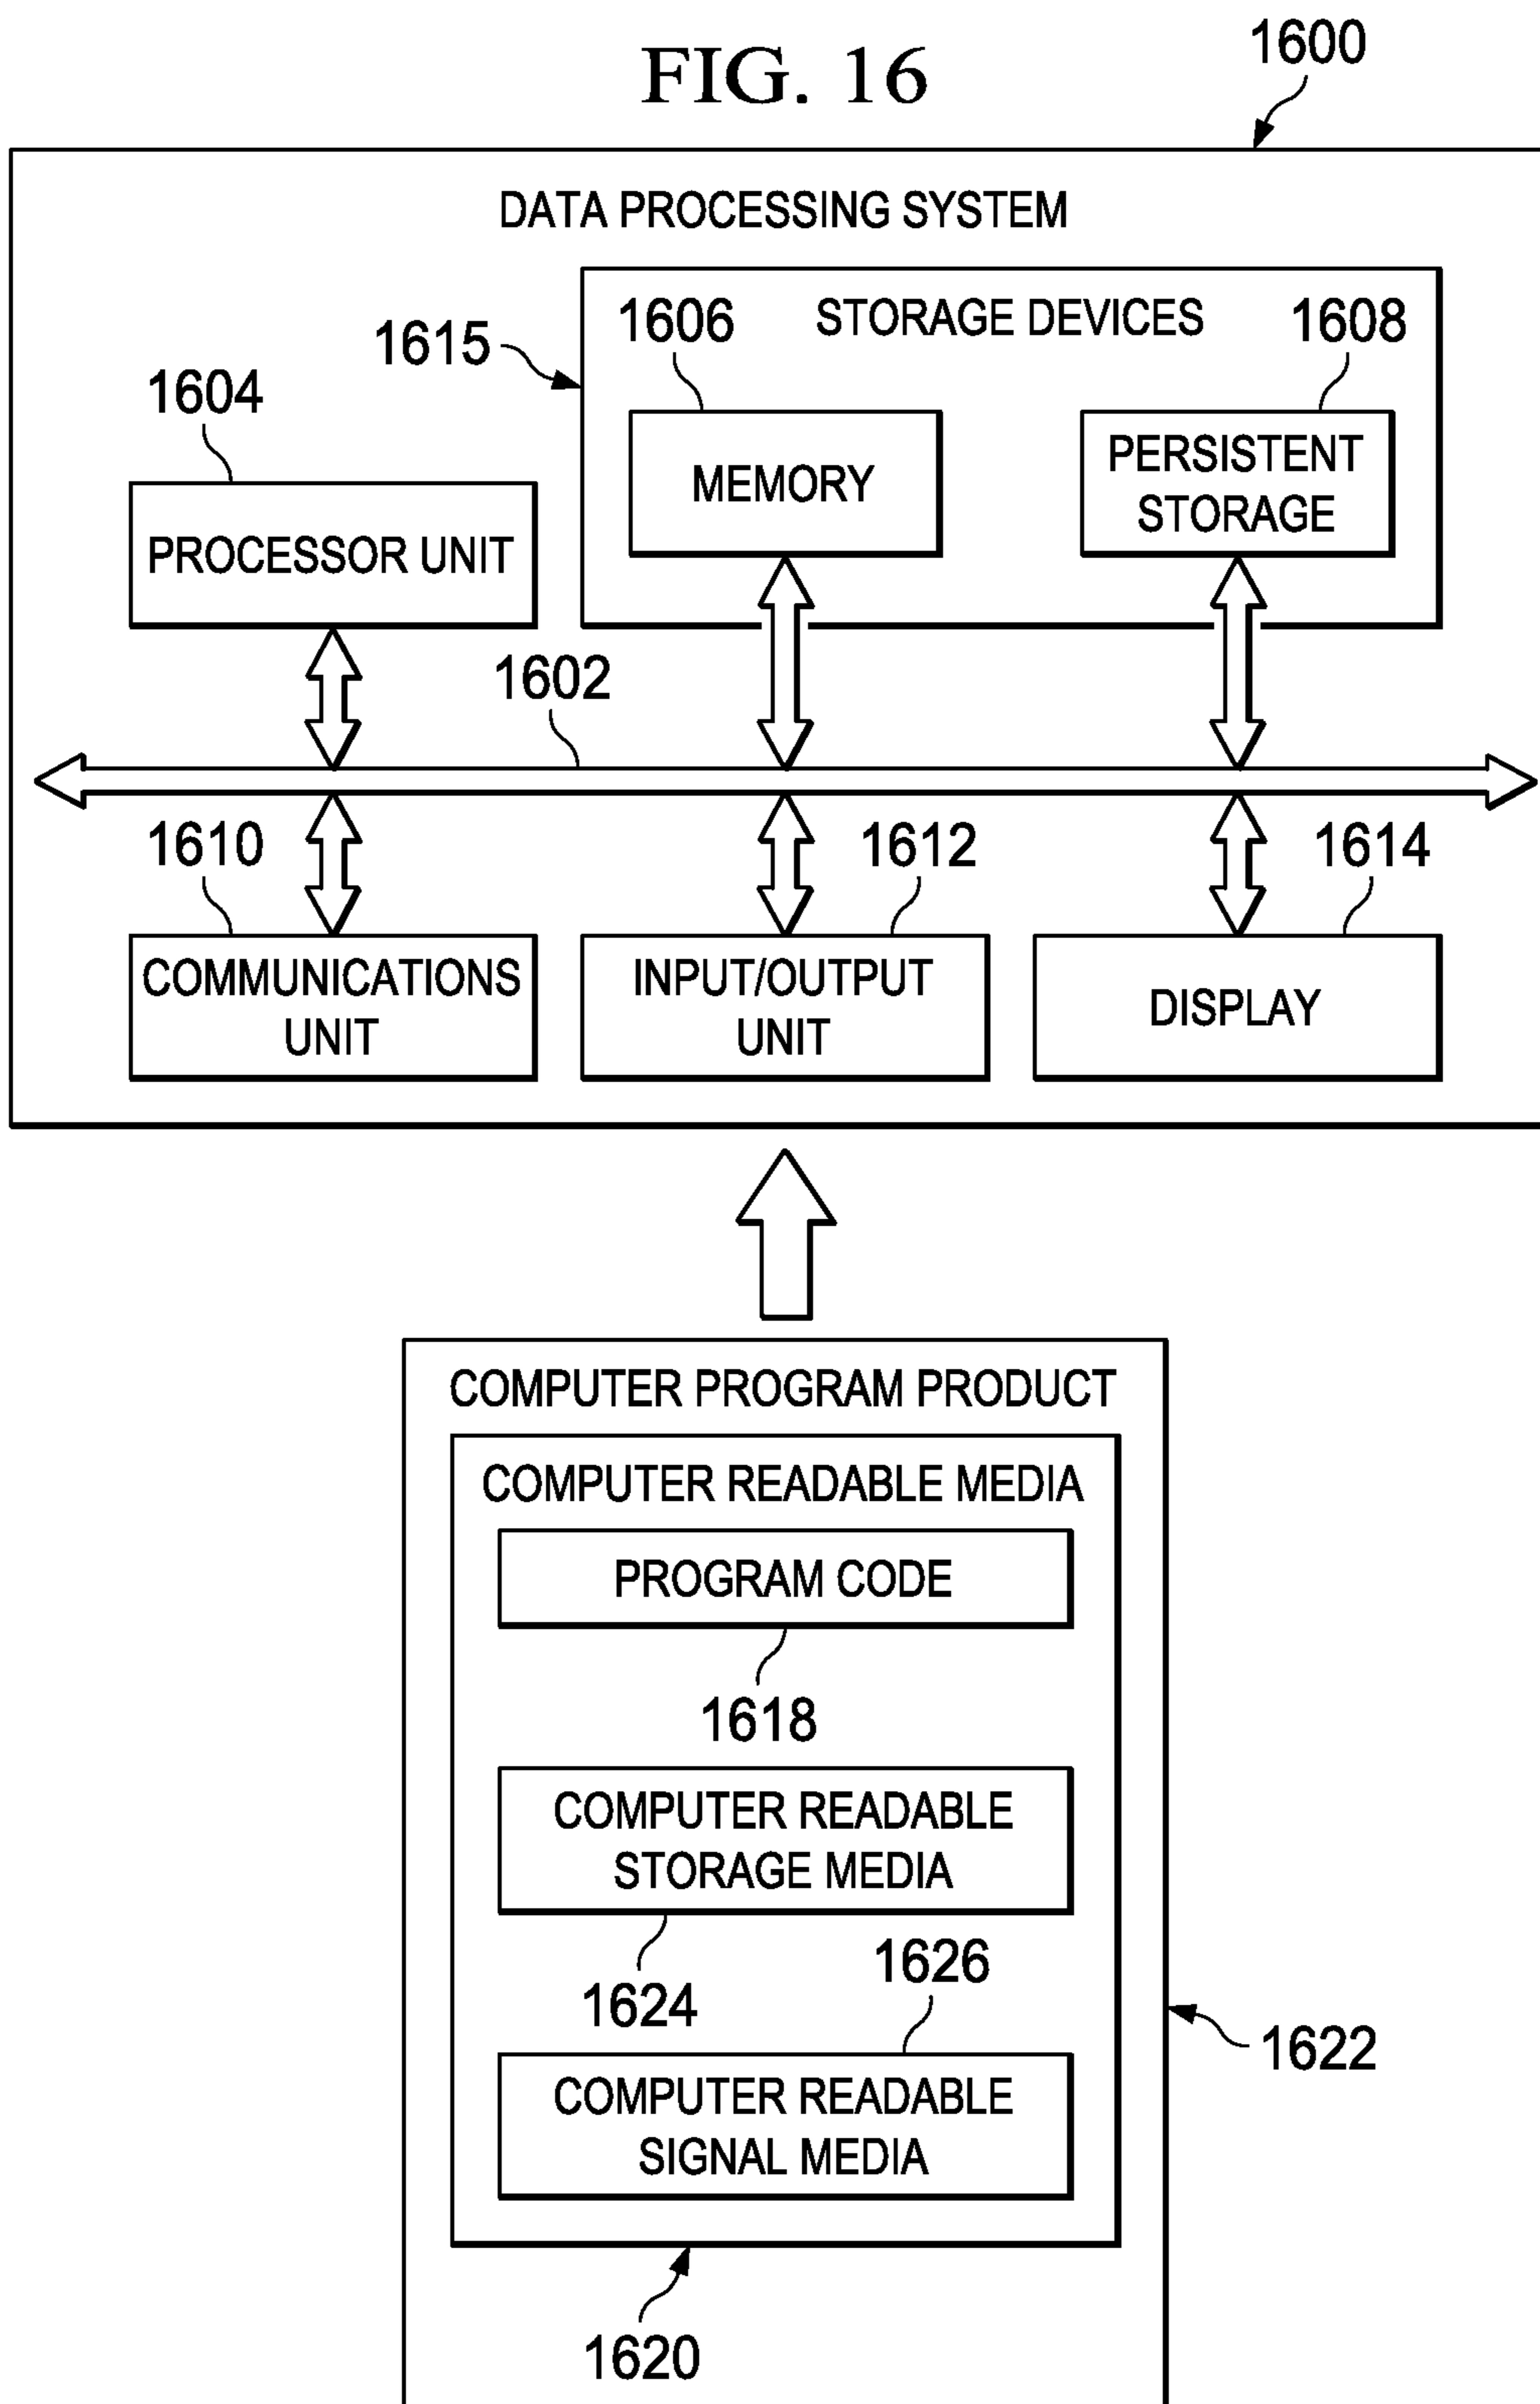 FIG. 16
1600
DATA PROCESSING SYSTEM
1615
1606
STORAGE DEVICES
1608
1604
MEMORY
PERSISTENT
STORAGE
PROCESSOR UNIT
1602
1610
1612
1614
COMMUNICATIONS
UNIT
INPUT/OUTPUT
UNIT
DISPLAY
COMPUTER PROGRAM PRODUCT
COMPUTER READABLE MEDIA
PROGRAM CODE
1618
COMPUTER READABLE
STORAGE MEDIA
1624
1626
COMPUTER READABLE
SIGNAL MEDIA
1622
1620